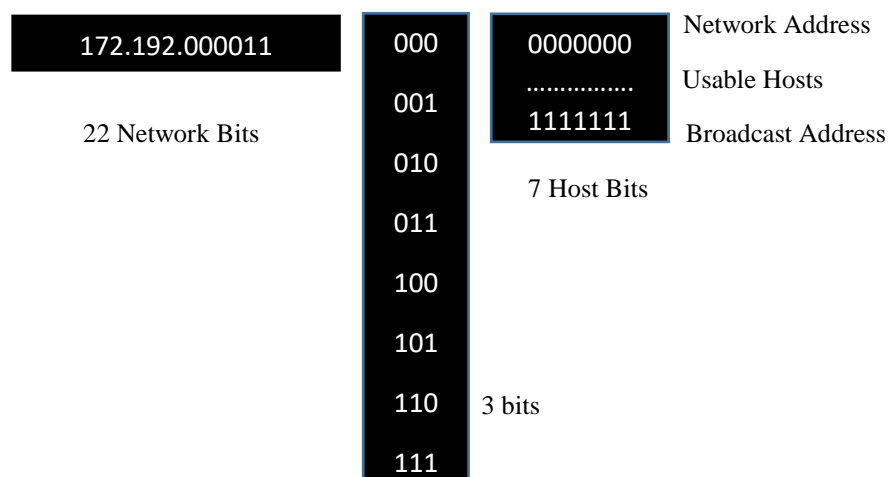 172.192.000011
22 Network Bits
000
001
010
011
100
101
110
111
3 bits
0000000
................
1111111
7 Host Bits
Network Address
Usable Hosts
Broadcast Address